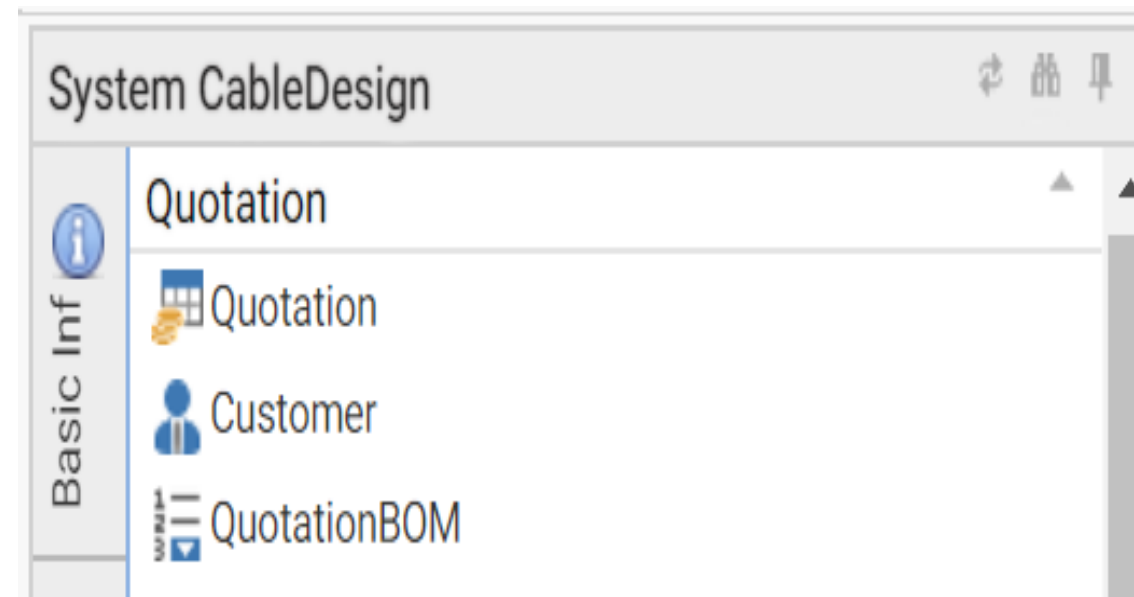 System CableDesign
Basic Inf
Quotation
Quotation
Customer
QuotationBOM